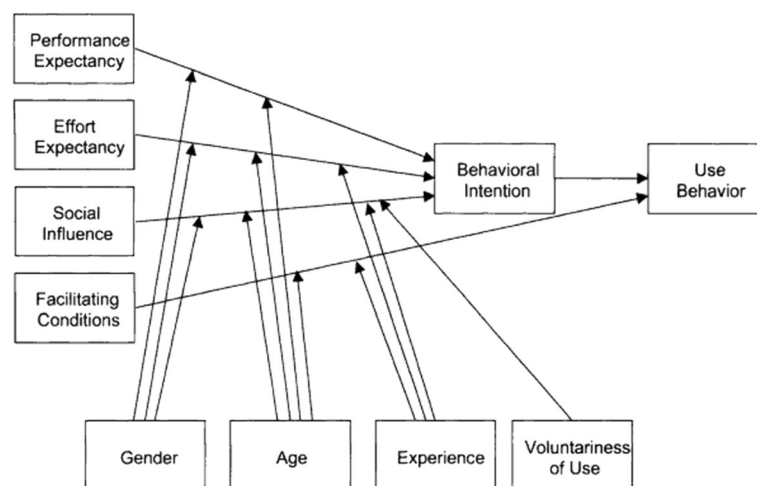 Performance
Expectancy
Effort
Expectancy
Social
Influence
Facilitating
Conditions
Behavioral
Intention
Use
Behavior
Gender
Age
Experience
Voluntariness
of Use